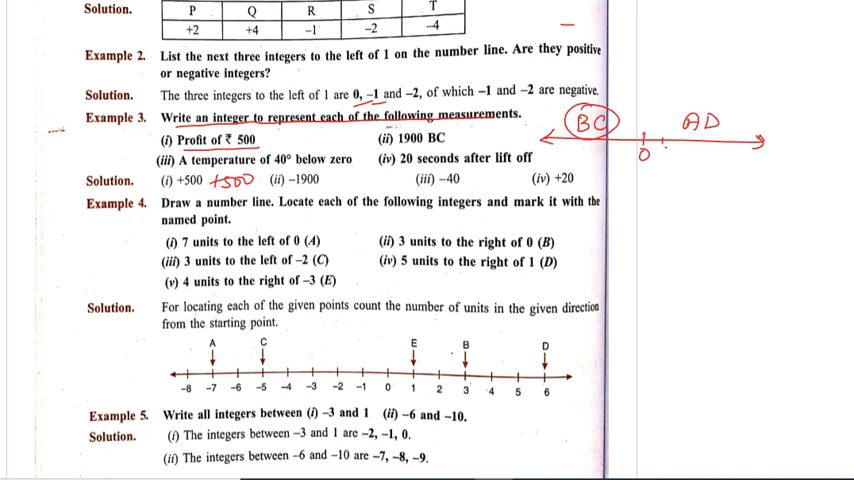 Solution. P Q R S T
+2 +4 −1 −2 −4
Example 2. List the next three integers to the left of 1 on the number line. Are they positive
or negative integers?
Solution. The three integers to the left of 1 are 0, −1 and −2, of which −1 and −2 are negative.
Example 3. Write an integer to represent each of the following measurements.
BC AD
0
(i) Profit of ₹ 500 (ii) 1900 BC
(iii) A temperature of 40° below zero (iv) 20 seconds after lift off
Solution. (i) +500 +500 (ii) −1900 (iii) −40 (iv) +20
Example 4. Draw a number line. Locate each of the following integers and mark it with the
named point.
(i) 7 units to the left of 0 (A) (ii) 3 units to the right of 0 (B)
(iii) 3 units to the left of −2 (C) (iv) 5 units to the right of 1 (D)
(v) 4 units to the right of −3 (E)
Solution. For locating each of the given points count the number of units in the given direction
from the starting point.
A C E B D
−8 −7 −6 −5 −4 −3 −2 −1 0 1 2 3 4 5 6
Example 5. Write all integers between (i) −3 and 1 (ii) −6 and −10.
Solution. (i) The integers between −3 and 1 are −2, −1, 0.
(ii) The integers between −6 and −10 are −7, −8, −9.